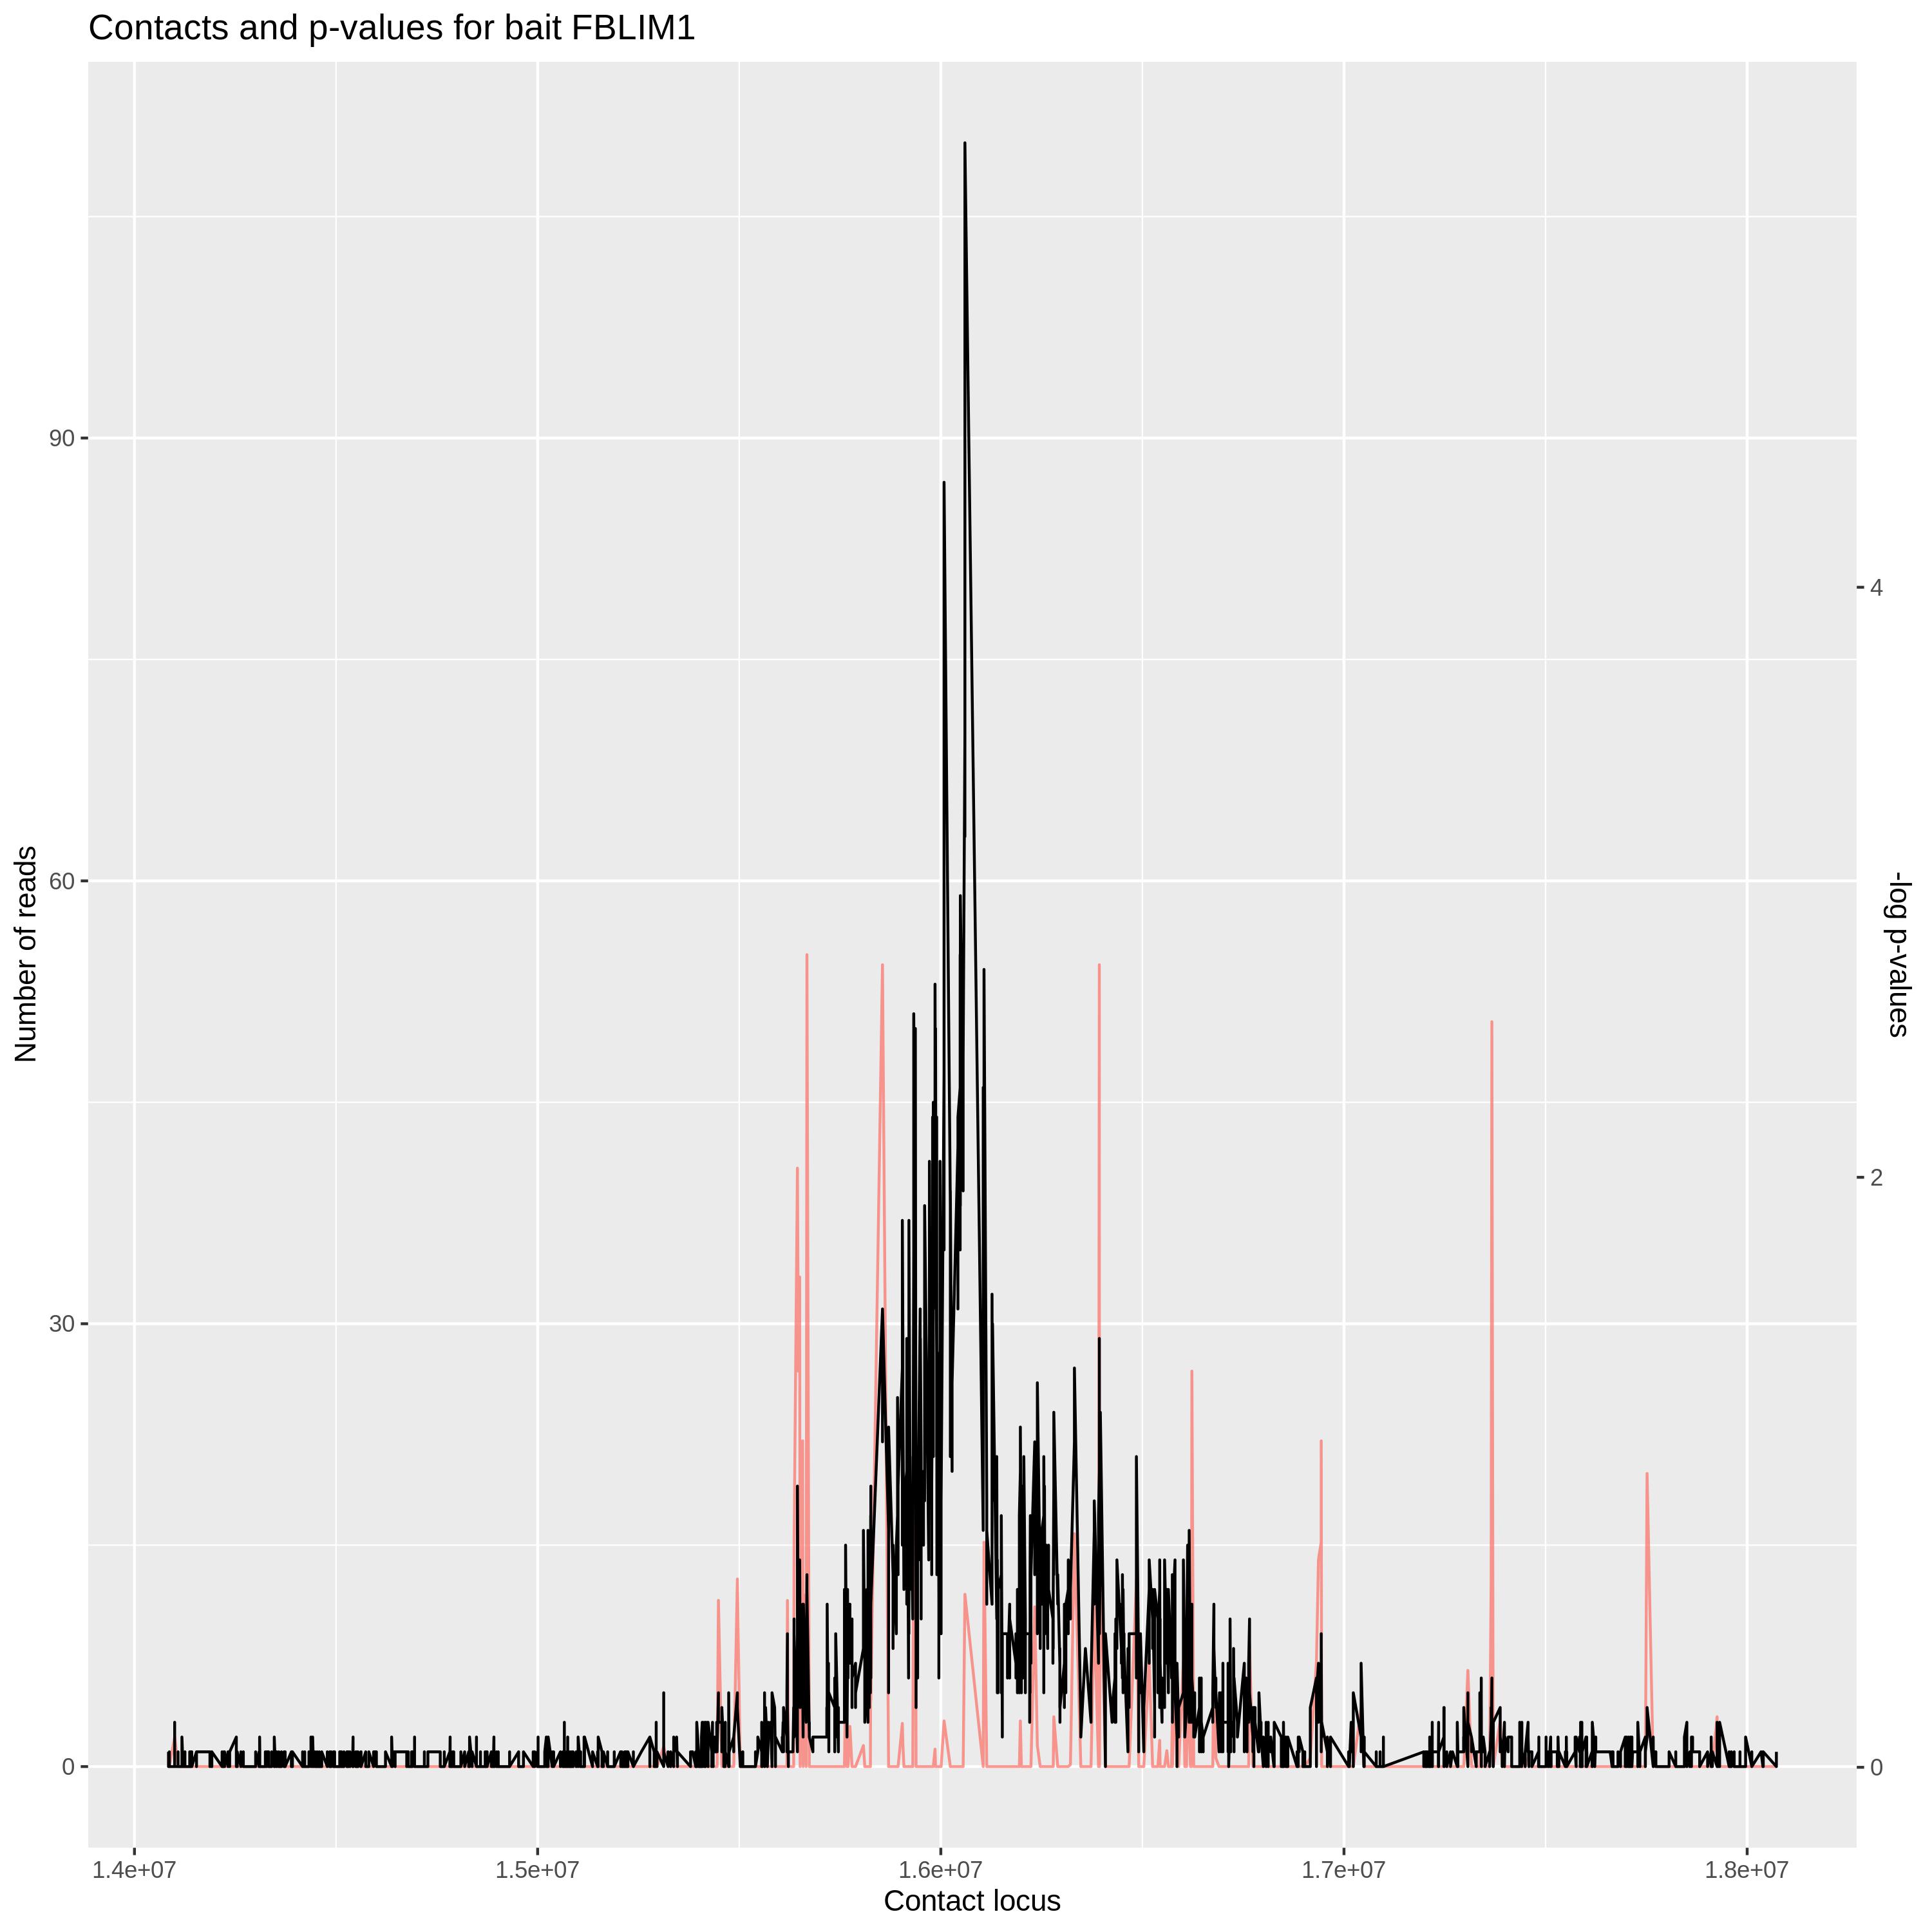 Contacts and p-values for bait FBLIM1
Number of reads
90
60
30
0
4
2
0
-log p-values
1.4e+07
1.5e+07
1.6e+07
1.7e+07
1.8e+07
Contact locus